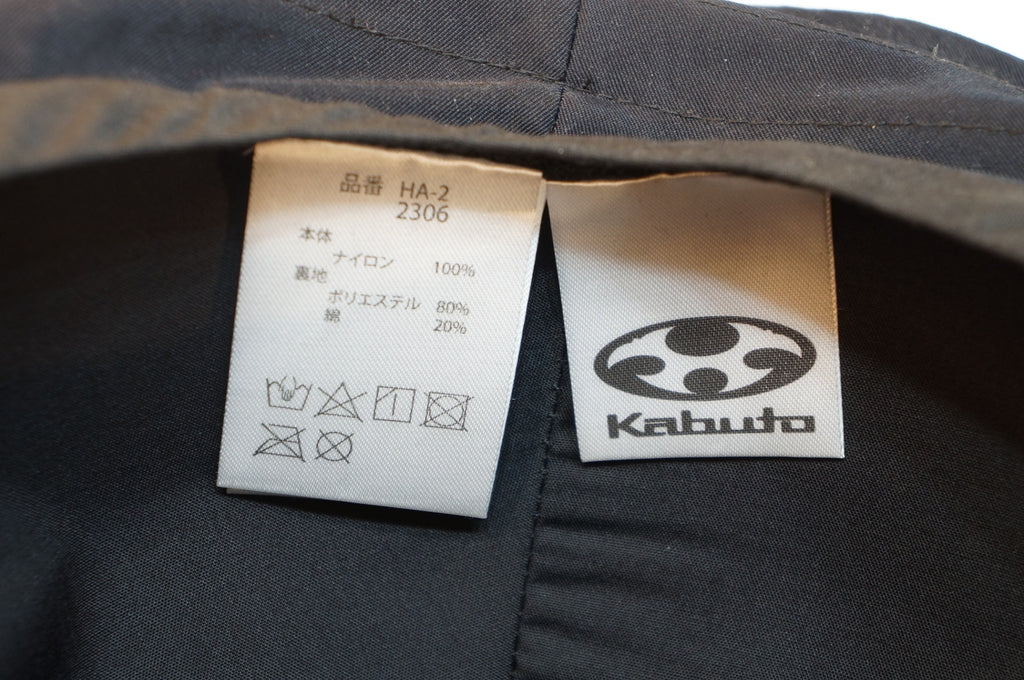 品番 HA-2
2306
本体
ナイロン 100%
裏地
ポリエステル 80%
綿 20%
Kabuto